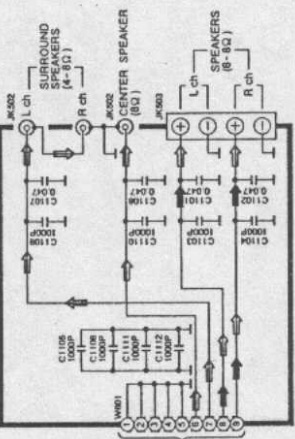 JK502
L ch
SURROUND
SPEAKERS
(4-8Ω)
R ch
JK502
CENTER SPEAKER
(8Ω)
JK503
SPEAKERS
(6-8Ω)
L ch
R ch
+
−
+
−
C1107
0.047
C1109
1000P
C1108
0.047
C1110
1000P
C1101
0.047
C1103
1000P
C1102
0.047
C1104
1000P
C1105
1000P
C1106
1000P
C1111
1000P
C1112
1000P
W601
1
2
3
4
5
6
7
8
9